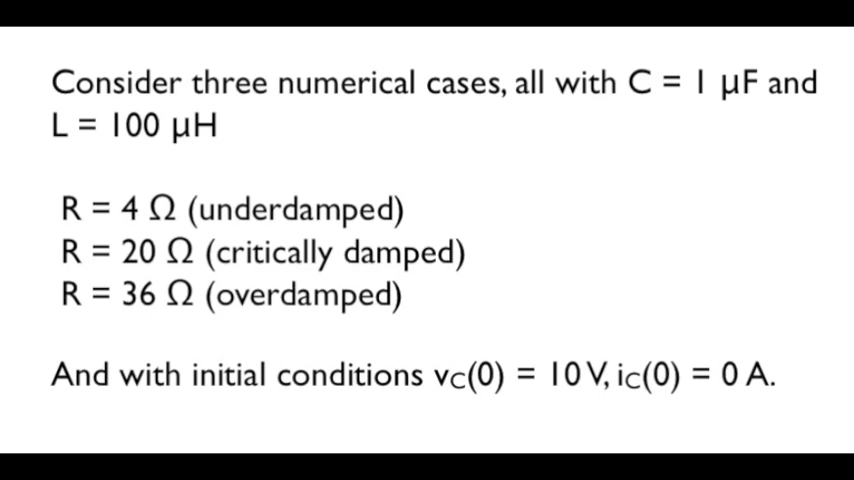 Consider three numerical cases, all with C = 1 µF and
L = 100 µH
R = 4 Ω (underdamped)
R = 20 Ω (critically damped)
R = 36 Ω (overdamped)
And with initial conditions vC(0) = 10 V, iC(0) = 0 A.